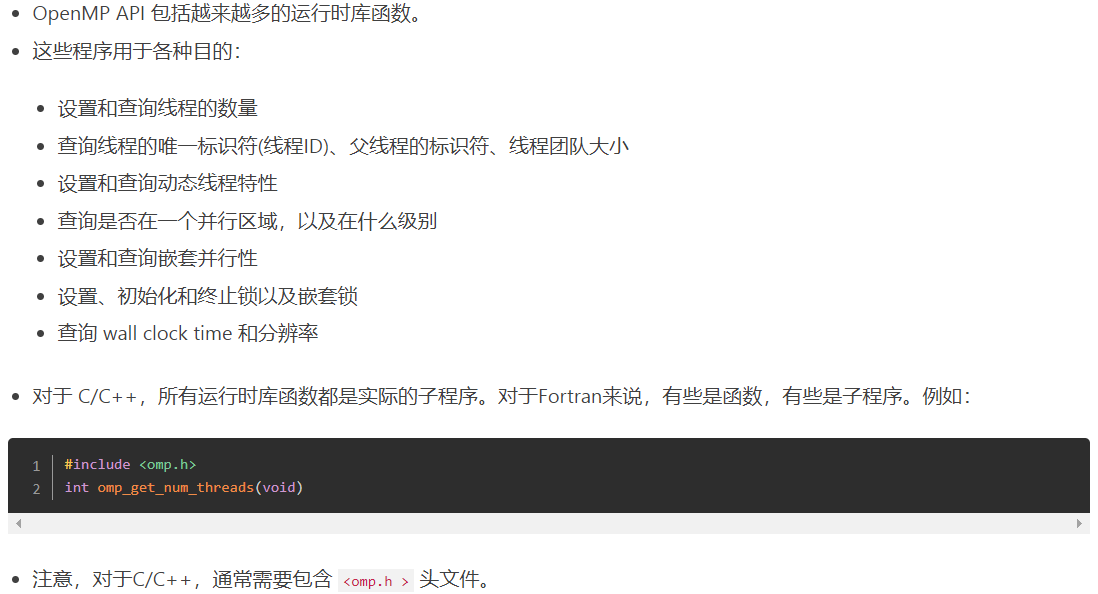 OpenMP API 包括越来越多的运行时库函数。
这些程序用于各种目的：
设置和查询线程的数量
查询线程的唯一标识符(线程ID)、父线程的标识符、线程团队大小
设置和查询动态线程特性
查询是否在一个并行区域，以及在什么级别
设置和查询嵌套并行性
设置、初始化和终止锁以及嵌套锁
查询 wall clock time 和分辨率
对于 C/C++，所有运行时库函数都是实际的子程序。对于Fortran来说，有些是函数，有些是子程序。例如：
1 #include <omp.h>
2 int omp_get_num_threads(void)
注意，对于C/C++，通常需要包含 <omp.h > 头文件。